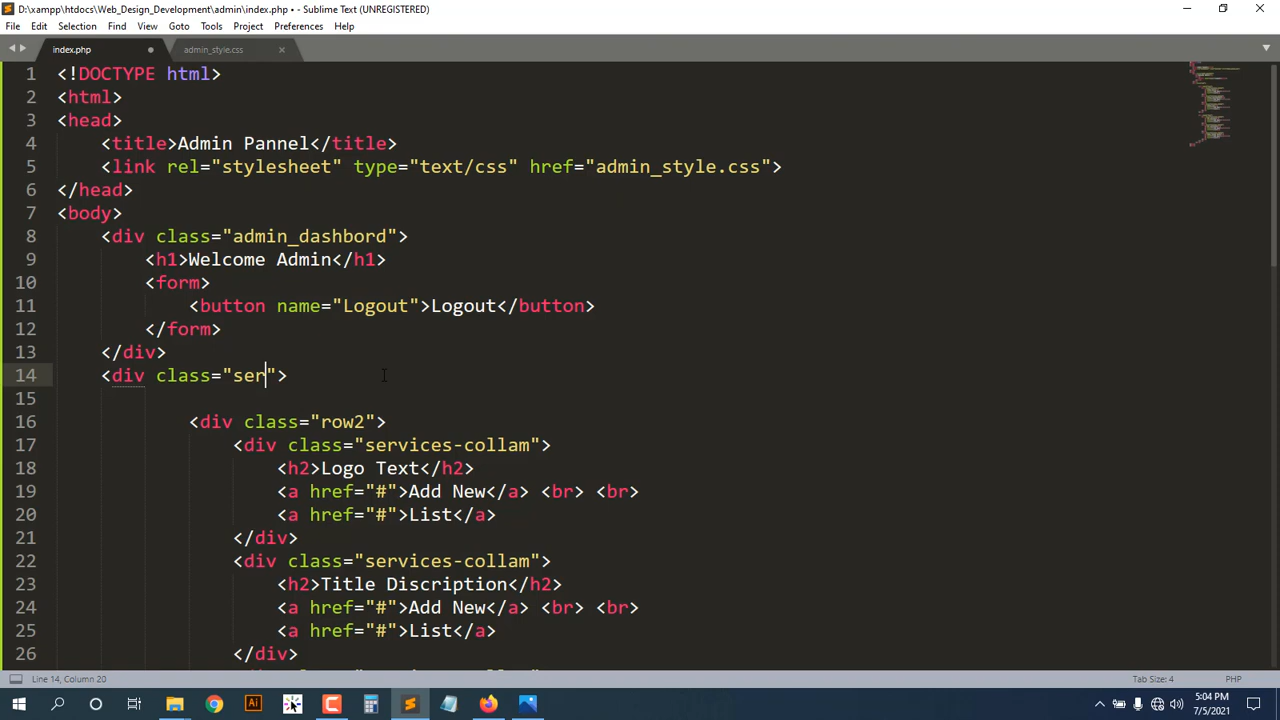 D:\xampp\htdocs\Web_Design_Development\admin\index.php • - Sublime Text (UNREGISTERED)
File Edit Selection Find View Goto Tools Project Preferences Help
index.php admin_style.css
1 <!DOCTYPE html>
2 <html>
3 <head>
4 <title>Admin Pannel</title>
5 <link rel="stylesheet" type="text/css" href="admin_style.css">
6 </head>
7 <body>
8 <div class="admin_dashbord">
9 <h1>Welcome Admin</h1>
10 <form>
11 <button name="Logout">Logout</button>
12 </form>
13 </div>
14 <div class="ser">
15
16 <div class="row2">
17 <div class="services-collam">
18 <h2>Logo Text</h2>
19 <a href="#">Add New</a> <br> <br>
20 <a href="#">List</a>
21 </div>
22 <div class="services-collam">
23 <h2>Title Discription</h2>
24 <a href="#">Add New</a> <br> <br>
25 <a href="#">List</a>
26 </div>
Line 14, Column 20 Tab Size: 4 PHP
Ai 5:04 PM
7/5/2021